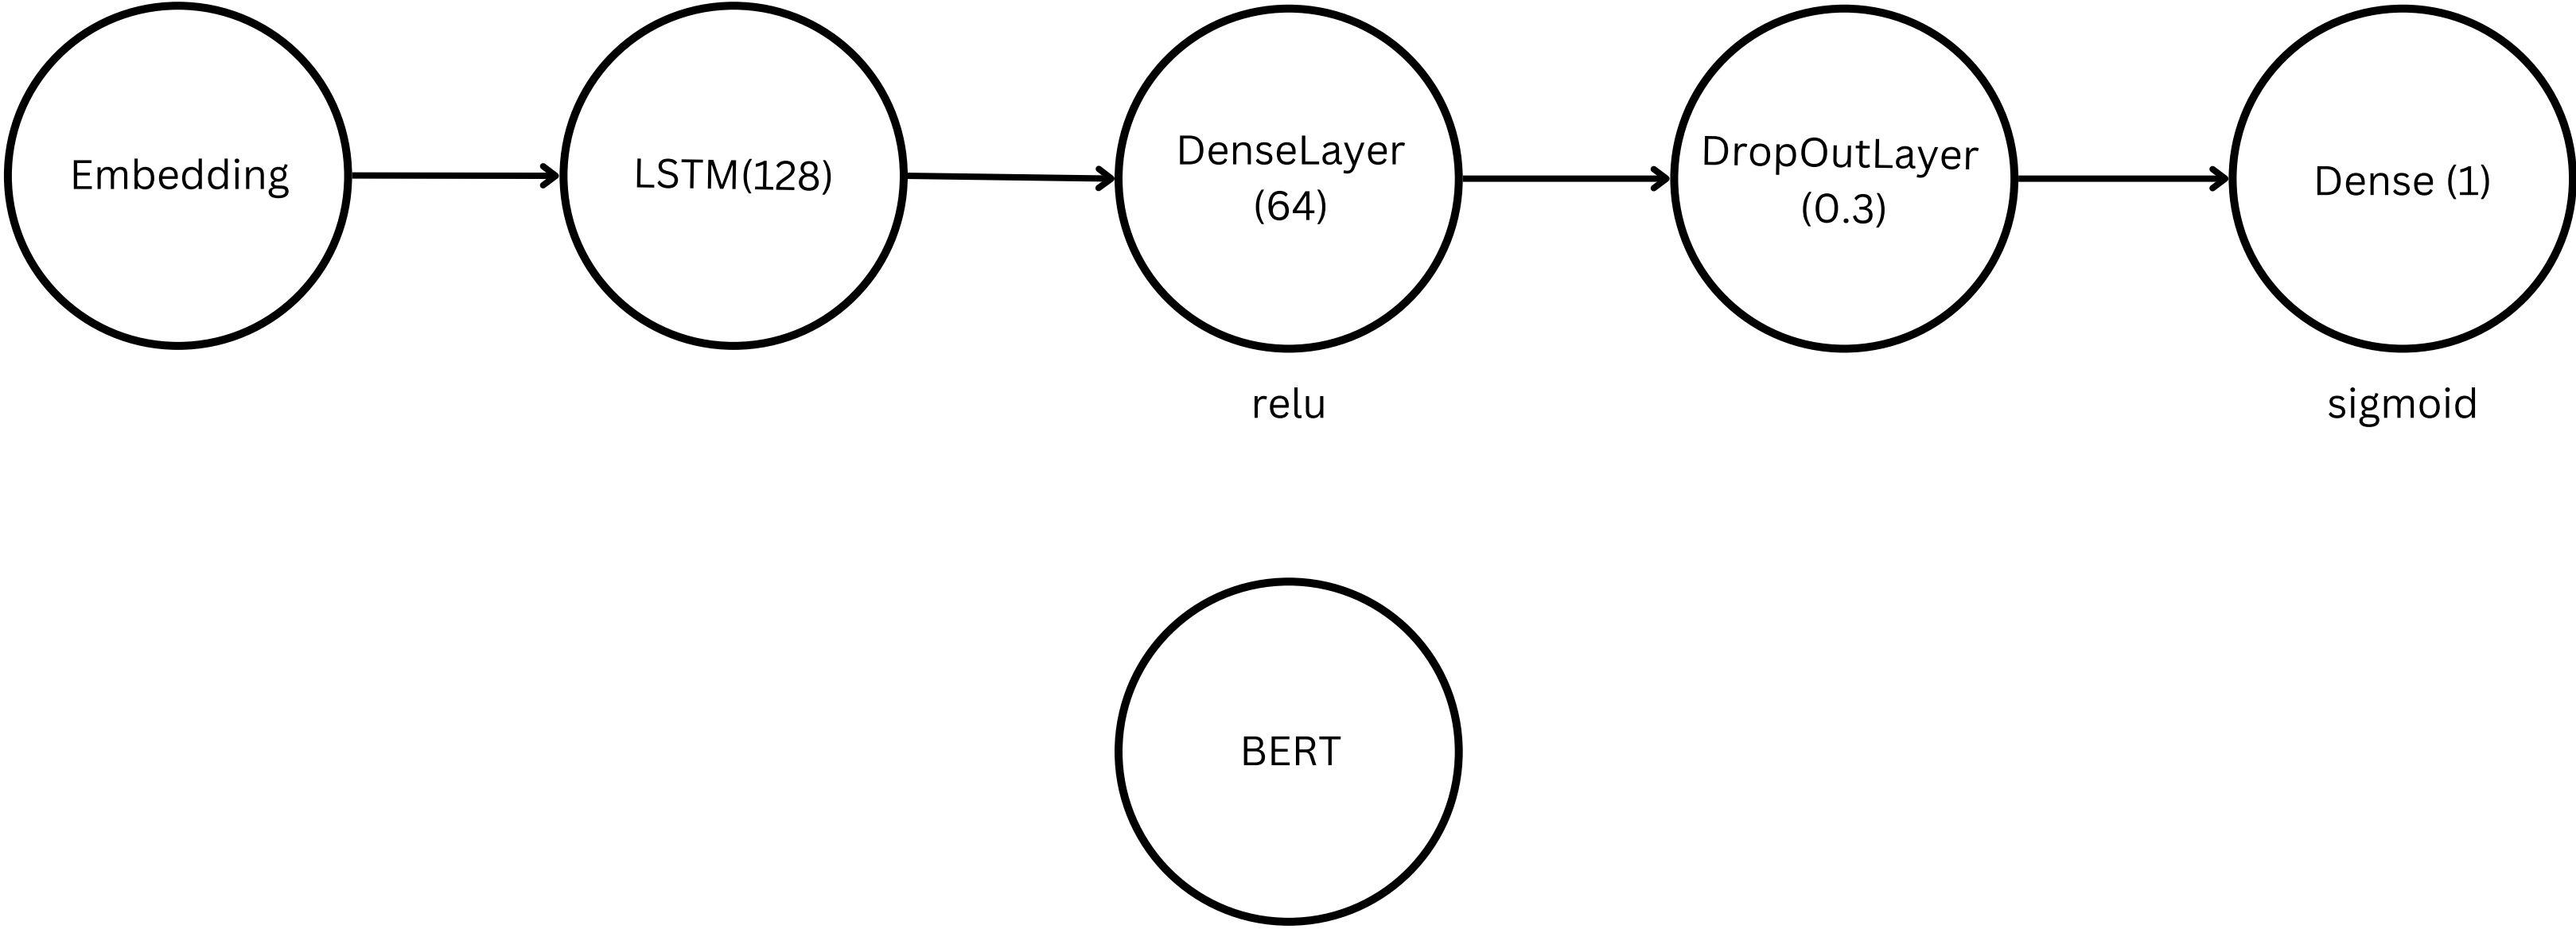 Embedding
LSTM(128)
DenseLayer
(64)
DropOutLayer
(0.3)
Dense (1)
relu
sigmoid
BERT